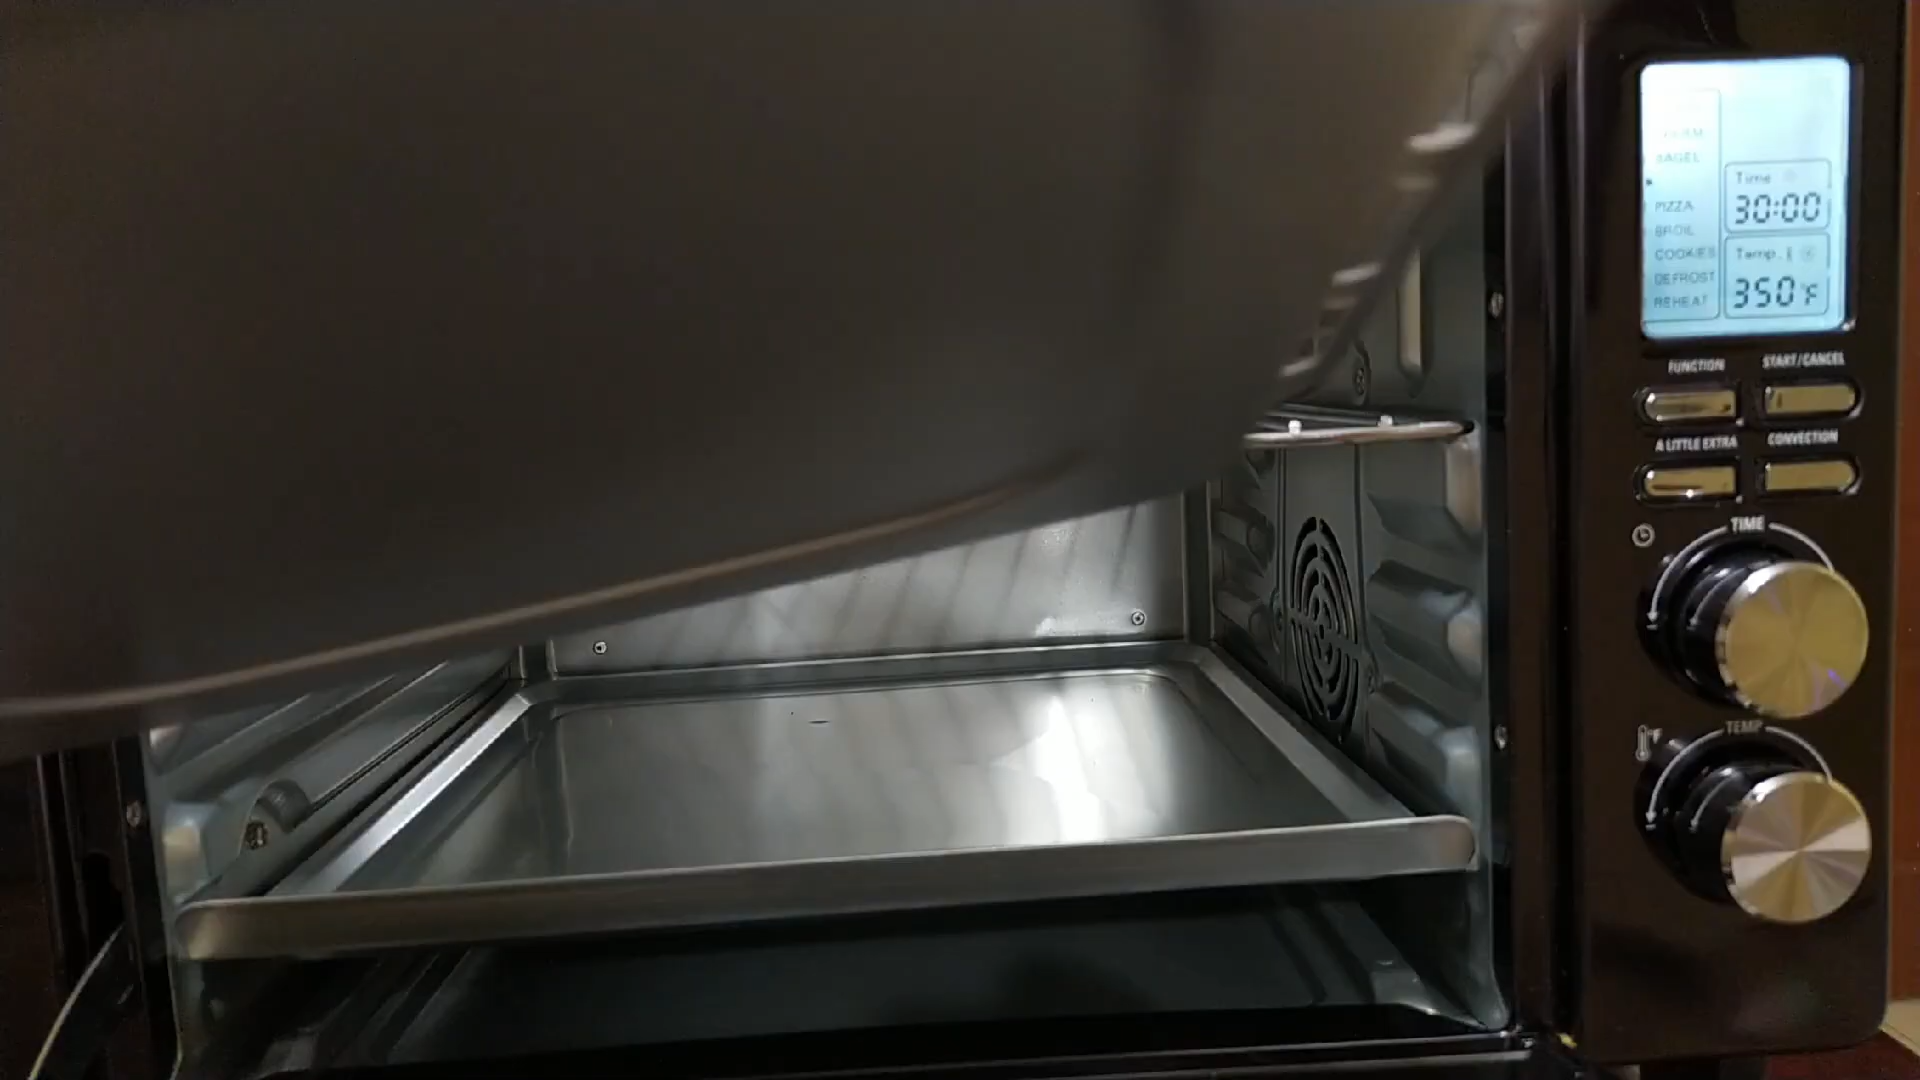 BAGEL
PIZZA
BROIL
COOKIES
DEFROST
REHEAT
Time
30:00
Temp.
350°F
FUNCTION
START/CANCEL
A LITTLE EXTRA
CONVECTION
TIME
°F
TEMP